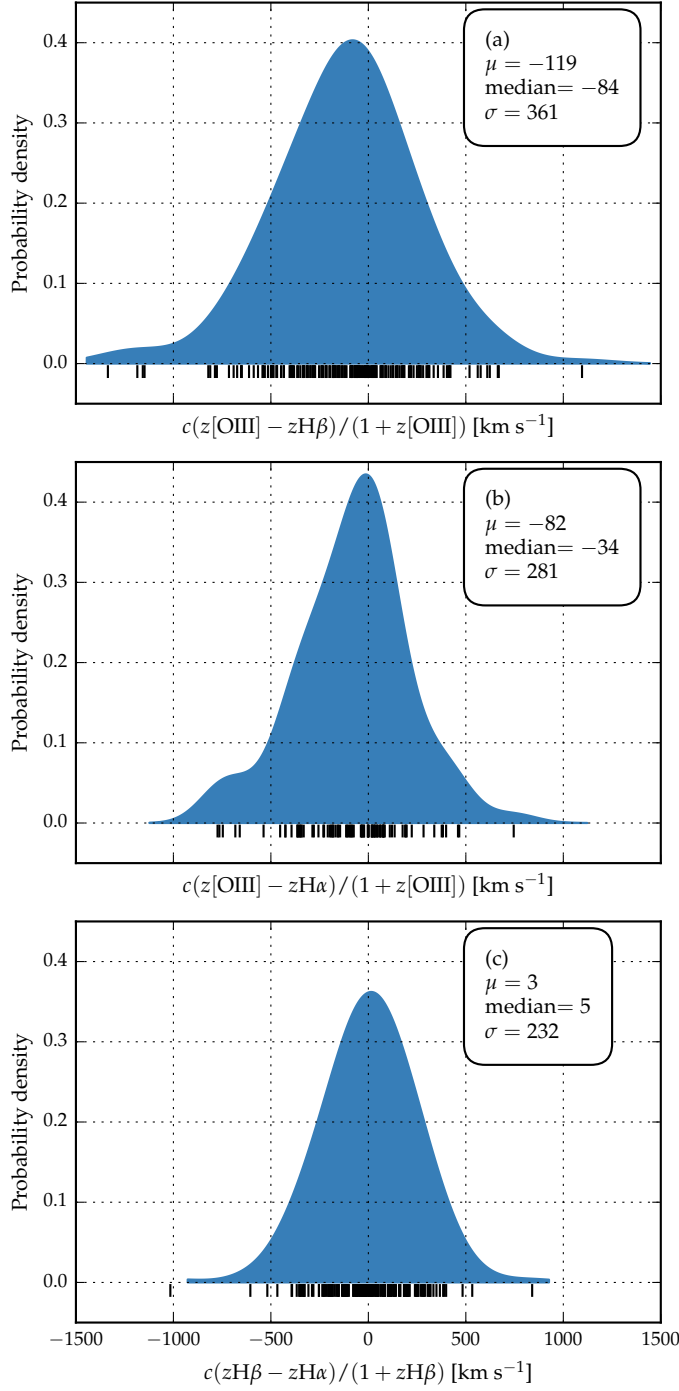 (a)
μ = −119
median= −84
σ = 361
Probability density
0.4
0.3
0.2
0.1
0.0
c(z[OIII] − zHβ)/(1 + z[OIII]) [km s⁻¹]
(b)
μ = −82
median= −34
σ = 281
Probability density
0.4
0.3
0.2
0.1
0.0
c(z[OIII] − zHα)/(1 + z[OIII]) [km s⁻¹]
(c)
μ = 3
median= 5
σ = 232
Probability density
0.4
0.3
0.2
0.1
0.0
−1500 −1000 −500 0 500 1000 1500
c(zHβ − zHα)/(1 + zHβ) [km s⁻¹]